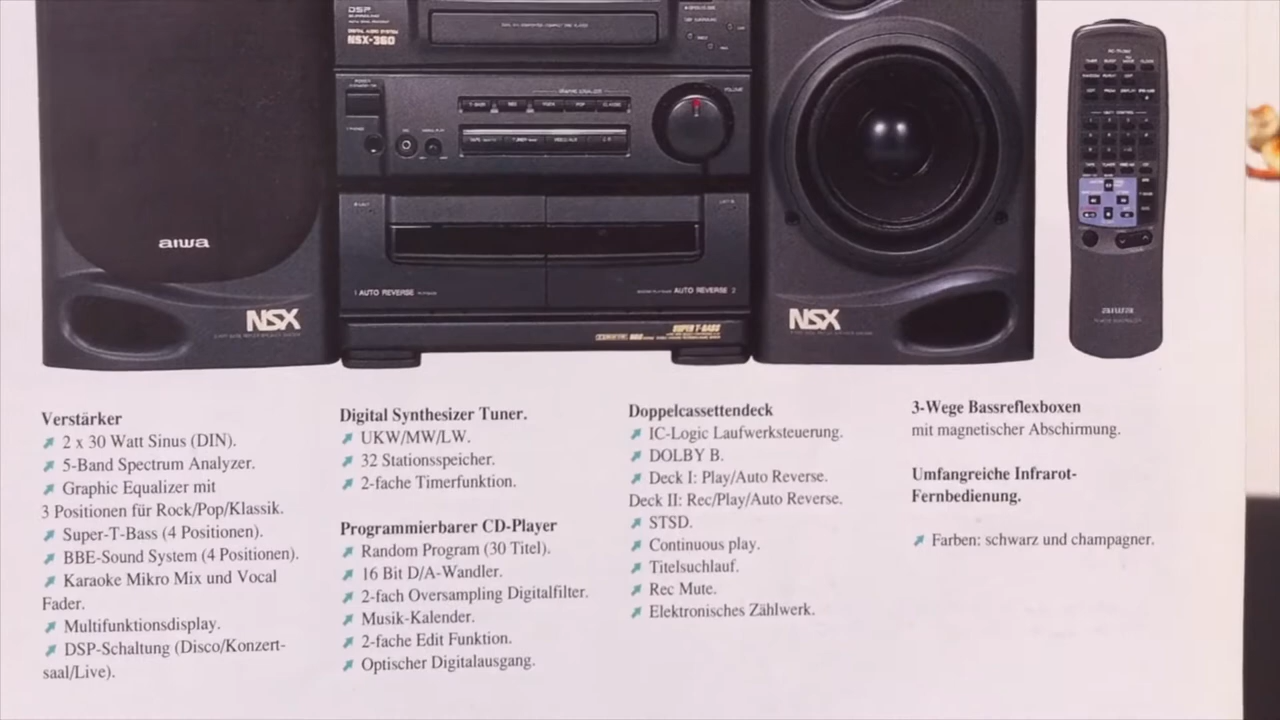 DSP
NSX-360
VOLUME
T-BASS
ROCK POP CLASSIC
aiwa
1 AUTO REVERSE
AUTO REVERSE 2
NSX
SUPER T-BASS
NSX
aiwa
Verstärker
2 x 30 Watt Sinus (DIN).
5-Band Spectrum Analyzer.
Graphic Equalizer mit
3 Positionen für Rock/Pop/Klassik.
Super-T-Bass (4 Positionen).
BBE-Sound System (4 Positionen).
Karaoke Mikro Mix und Vocal
Fader.
Multifunktionsdisplay.
DSP-Schaltung (Disco/Konzert-
saal/Live).
Digital Synthesizer Tuner.
UKW/MW/LW.
32 Stationsspeicher.
2-fache Timerfunktion.
Programmierbarer CD-Player
Random Program (30 Titel).
16 Bit D/A-Wandler.
2-fach Oversampling Digitalfilter.
Musik-Kalender.
2-fache Edit Funktion.
Optischer Digitalausgang.
Doppelcassettendeck
IC-Logic Laufwerksteuerung.
DOLBY B.
Deck I: Play/Auto Reverse.
Deck II: Rec/Play/Auto Reverse.
STSD.
Continuous play.
Titelsuchlauf.
Rec Mute.
Elektronisches Zählwerk.
3-Wege Bassreflexboxen
mit magnetischer Abschirmung.
Umfangreiche Infrarot-
Fernbedienung.
Farben: schwarz und champagner.